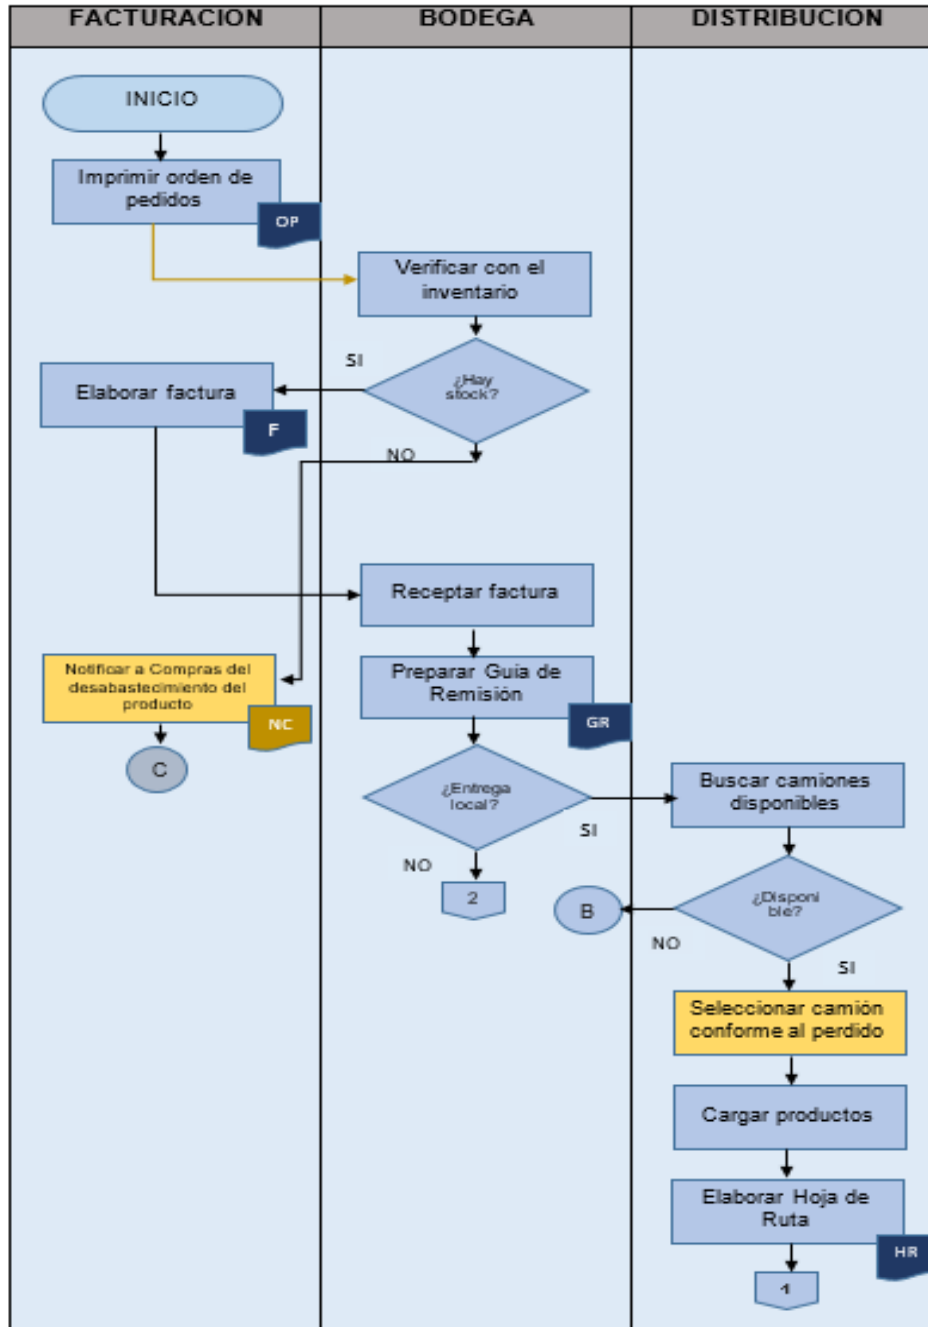 FACTURACION
BODEGA
DISTRIBUCION
INICIO
Imprimir orden de
pedidos
OP
Verificar con el
inventario
SI
¿Hay
stock?
Elaborar factura
F
NO
Receptar factura
Notificar a Compras del
desabastecimiento del
producto
NC
Preparar Guia de
Remisión
GR
C
¿Entrega
local?
SI
Buscar camiones
disponibles
NO
2
B
¿Disponi
ble?
NO
SI
Seleccionar camión
conforme al perdido
Cargar productos
Elaborar Hoja de
Ruta
HR
1